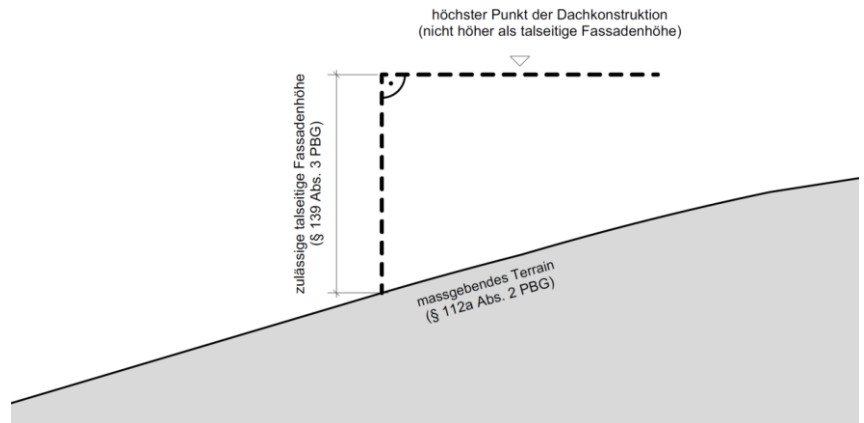 höchster Punkt der Dachkonstruktion
(nicht höher als talseitige Fassadenhöhe)
zulässige talseitige Fassadenhöhe
(§ 139 Abs. 3 PBG)
massgebendes Terrain
(§ 112a Abs. 2 PBG)